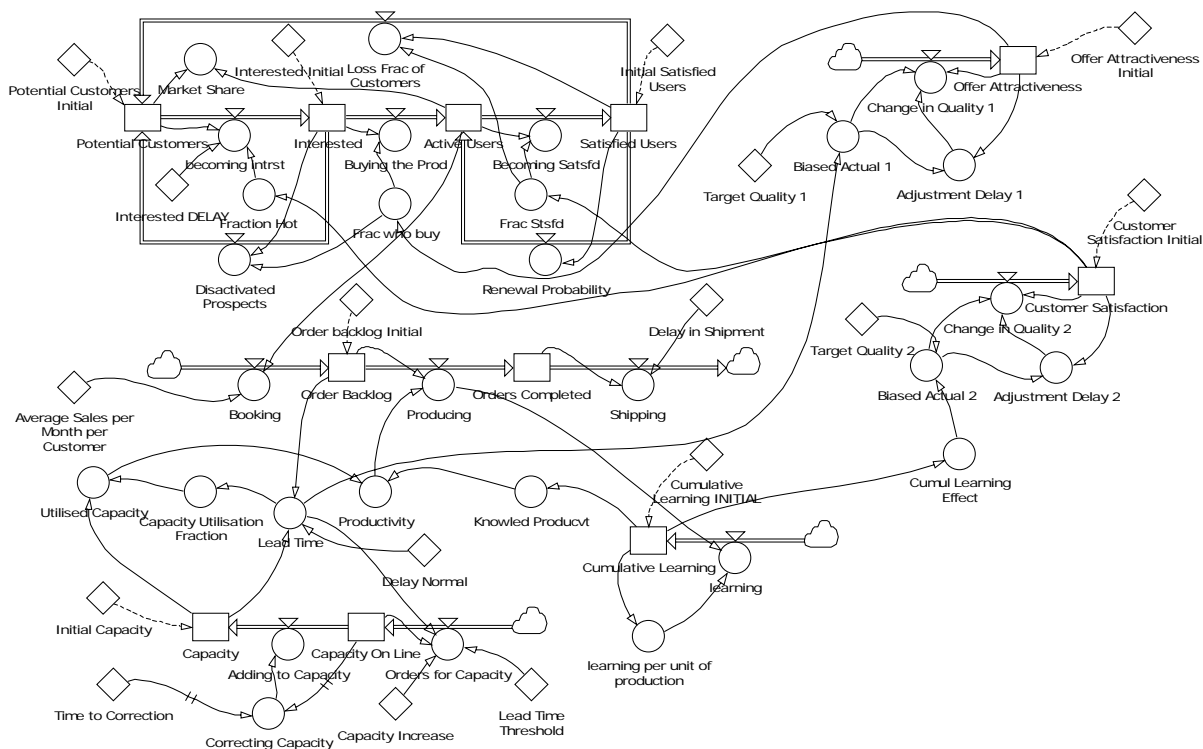 Interested Initial
Loss Frac of
Customers
Initial Satisfied
Users
Potential Customers
Initial
Market Share
Potential Customers
becoming Intrst
Interested
Buying the Prod
Active Users
Becoming Satsfd
Satisfied Users
Interested DELAY
Fraction Hot
Frac who buy
Frac Stsfd
Disactivated
Prospects
Renewal Probability
Offer Attractiveness
Initial
Offer Attractiveness
Change in Quality 1
Biased Actual 1
Target Quality 1
Adjustment Delay 1
Customer
Satisfaction Initial
Customer Satisfaction
Change in Quality 2
Target Quality 2
Biased Actual 2
Adjustment Delay 2
Cumul Learning
Effect
Order backlog Initial
Delay in Shipment
Booking
Order Backlog
Producing
Orders Completed
Shipping
Average Sales per
Month per
Customer
Utilised Capacity
Capacity Utilisation
Fraction
Lead Time
Productivity
Knowled Producvt
Cumulative
Learning INITIAL
Delay Normal
Cumulative Learning
learning
learning per unit of
production
Initial Capacity
Capacity
Adding to Capacity
Capacity On Line
Orders for Capacity
Time to Correction
Correcting Capacity
Capacity Increase
Lead Time
Threshold